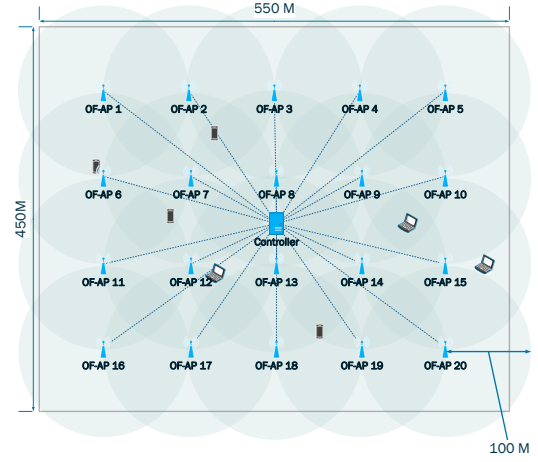 550 M
OF-AP 1
OF-AP 2
OF-AP 3
OF-AP 4
OF-AP 5
OF-AP 6
OF-AP 7
OF-AP 8
OF-AP 9
OF-AP 10
450M
Controller
OF-AP 11
OF-AP 12
OF-AP 13
OF-AP 14
OF-AP 15
OF-AP 16
OF-AP 17
OF-AP 18
OF-AP 19
OF-AP 20
100 M